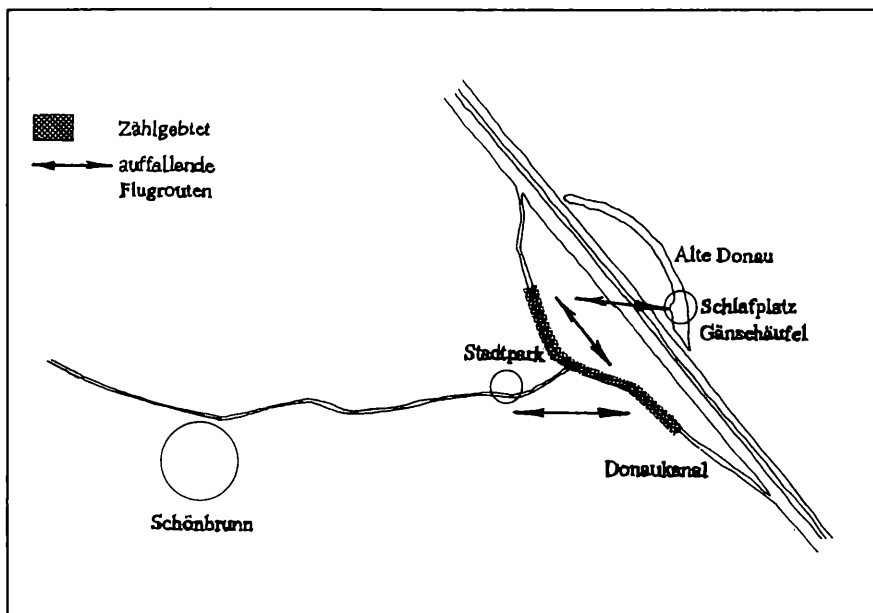 Zählgebiet
auffallende
Flugrouten
Alte Donau
Schlafplatz
Gänsehäufel
Stadtpark
Donaukanal
Schönbrunn